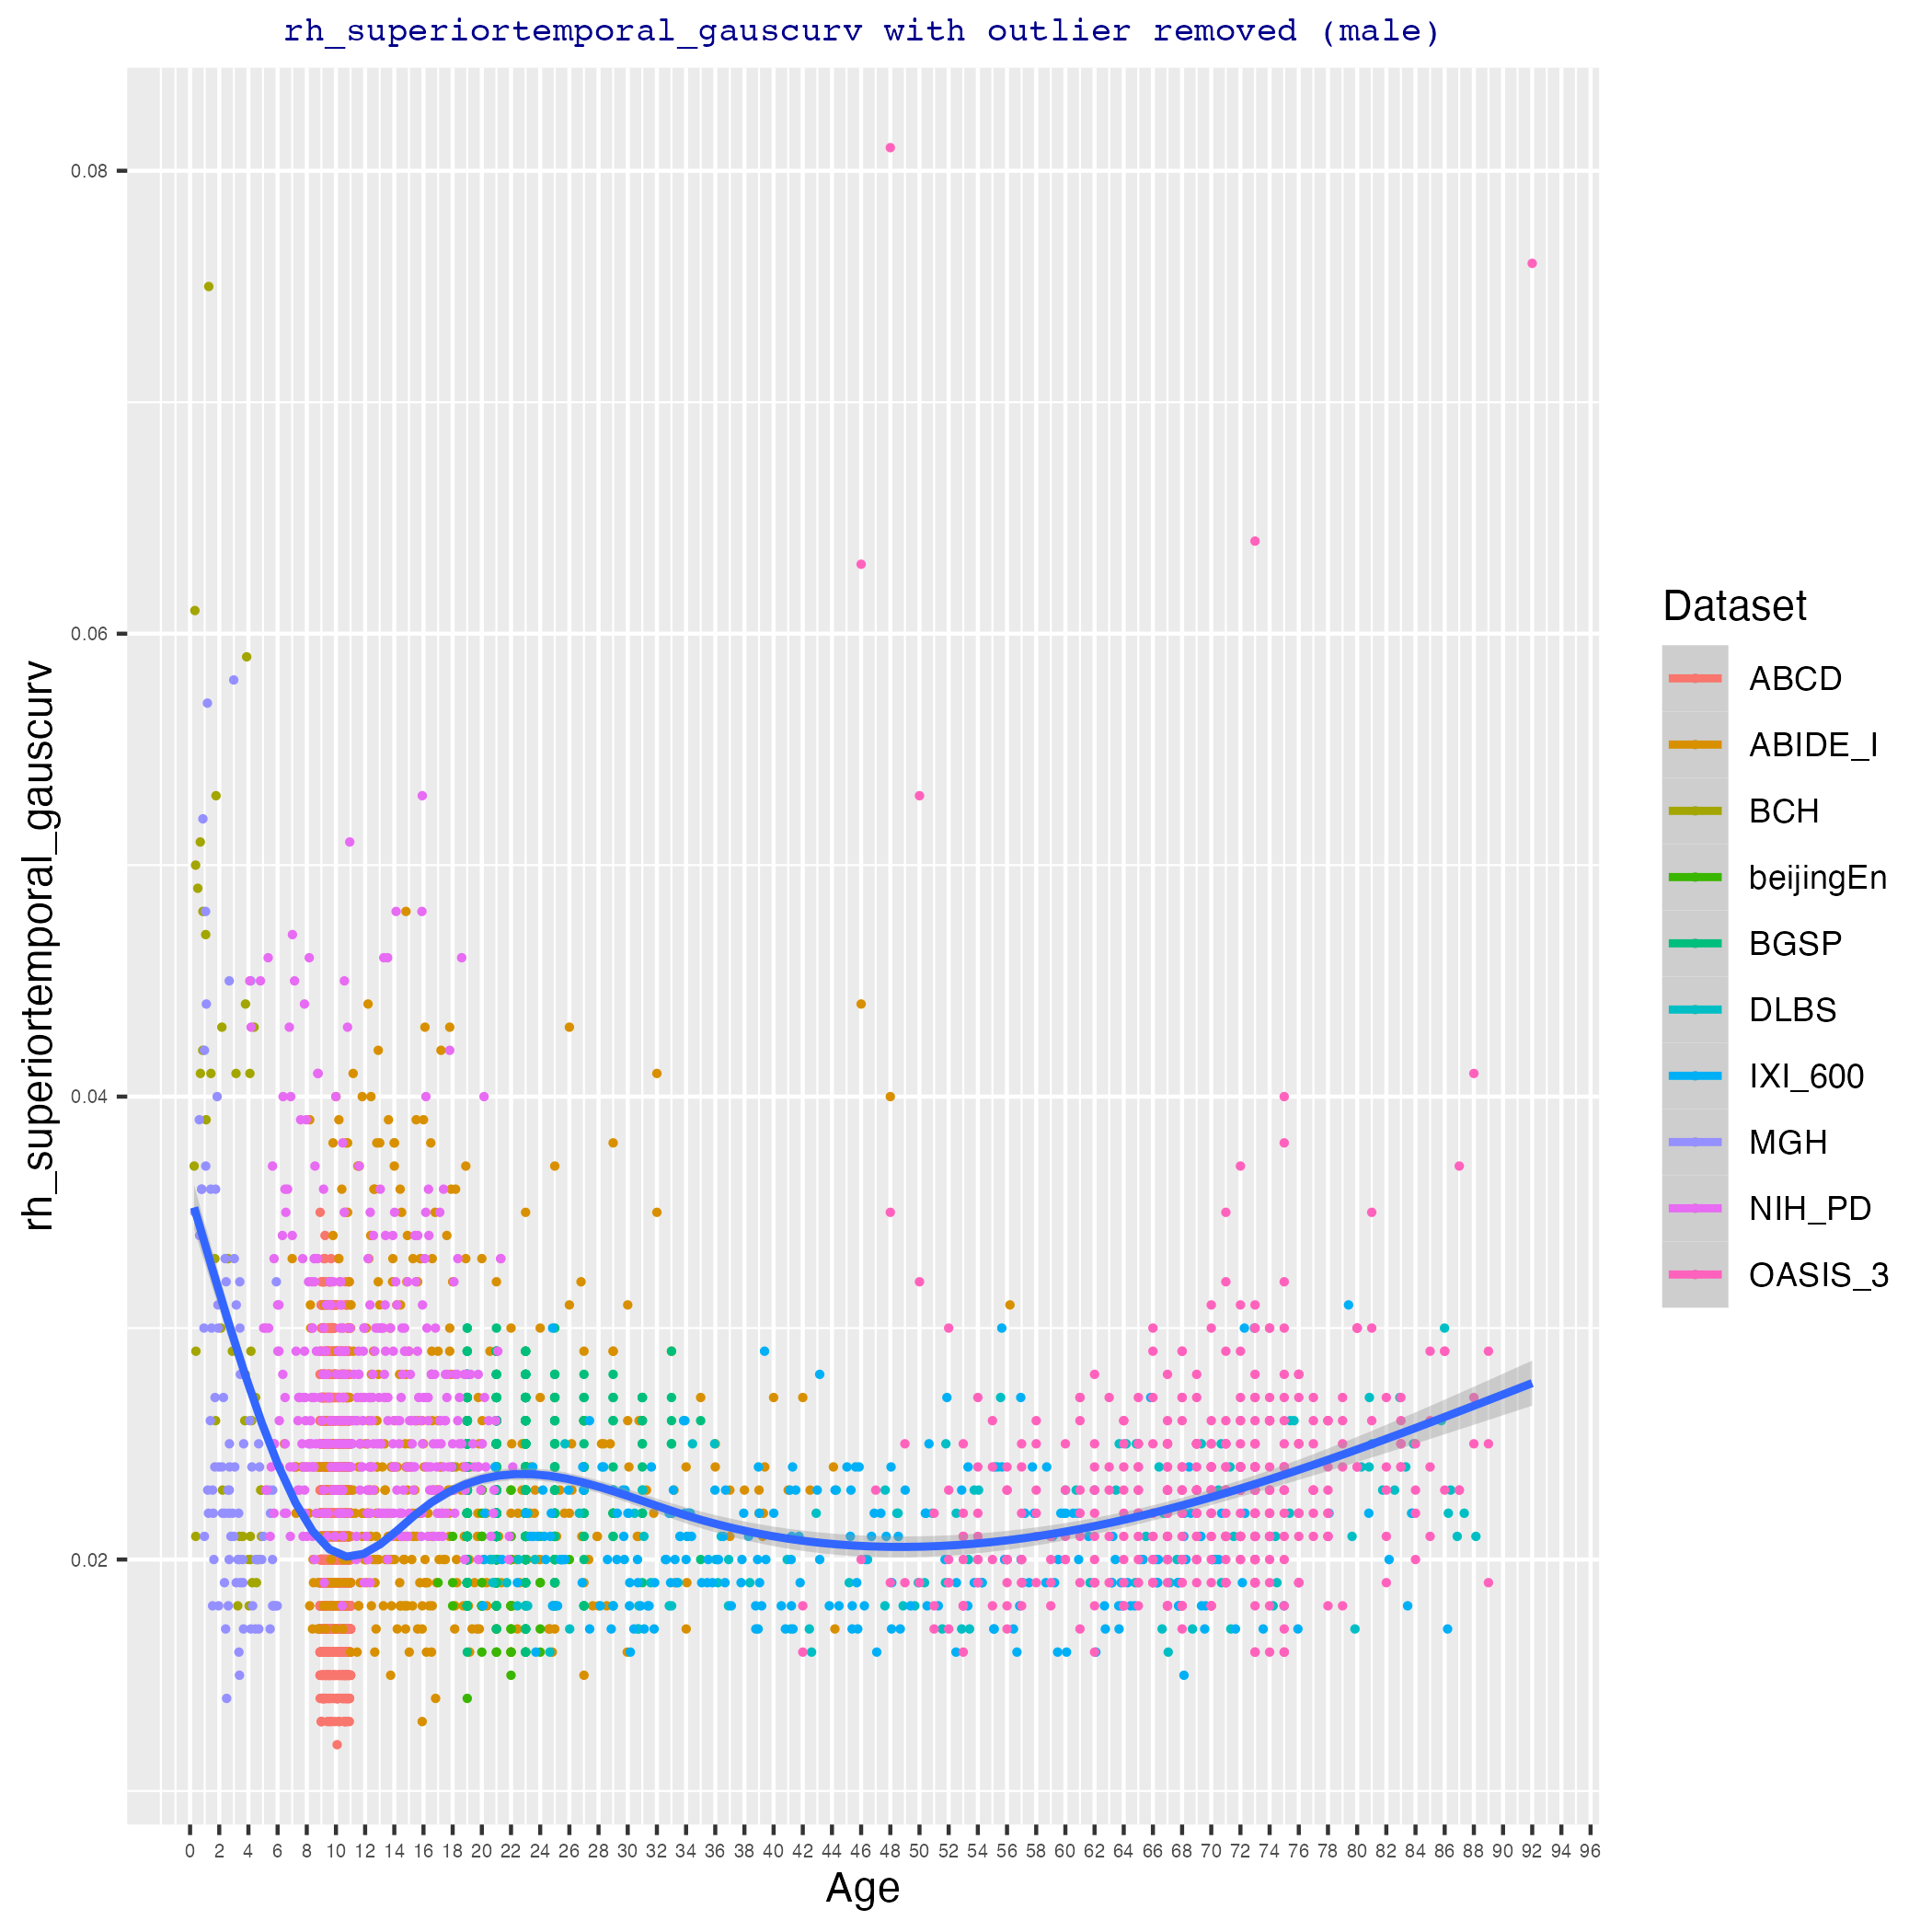 rh_superiortemporal_gauscurv with outlier removed (male)
rh_superiortemporal_gauscurv
0.08
0.06
0.04
0.02
0 2 4 6 8 10 12 14 16 18 20 22 24 26 28 30 32 34 36 38 40 42 44 46 48 50 52 54 56 58 60 62 64 66 68 70 72 74 76 78 80 82 84 86 88 90 92 94 96
Age
Dataset
ABCD
ABIDE_I
BCH
beijingEn
BGSP
DLBS
IXI_600
MGH
NIH_PD
OASIS_3